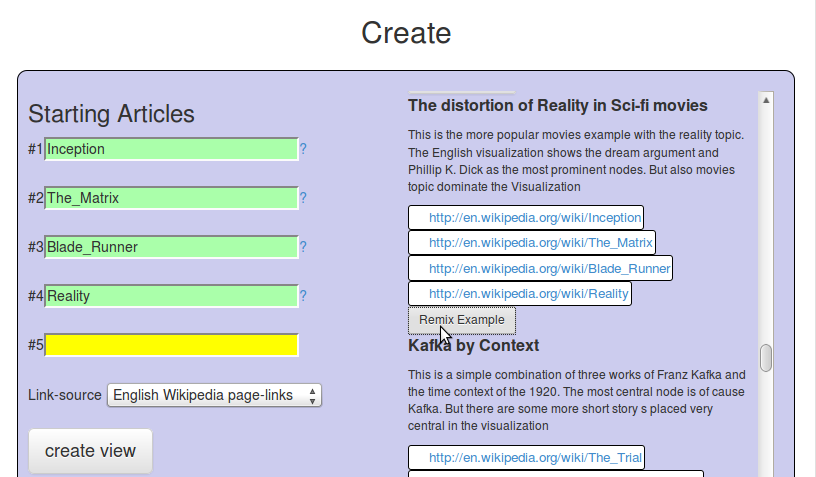 Create
Starting Articles
#1 Inception ?
#2 The_Matrix ?
#3 Blade_Runner ?
#4 Reality ?
#5
Link-source English Wikipedia page-links
create view
The distortion of Reality in Sci-fi movies
This is the more popular movies example with the reality topic.
The English visualization shows the dream argument and
Phillip K. Dick as the most prominent nodes. But also movies
topic dominate the Visualization
http://en.wikipedia.org/wiki/Inception
http://en.wikipedia.org/wiki/The_Matrix
http://en.wikipedia.org/wiki/Blade_Runner
http://en.wikipedia.org/wiki/Reality
Remix Example
Kafka by Context
This is a simple combination of three works of Franz Kafka and
the time context of the 1920. The most central node is of cause
Kafka. But there are some more short story s placed very
central in the visualization
http://en.wikipedia.org/wiki/The_Trial